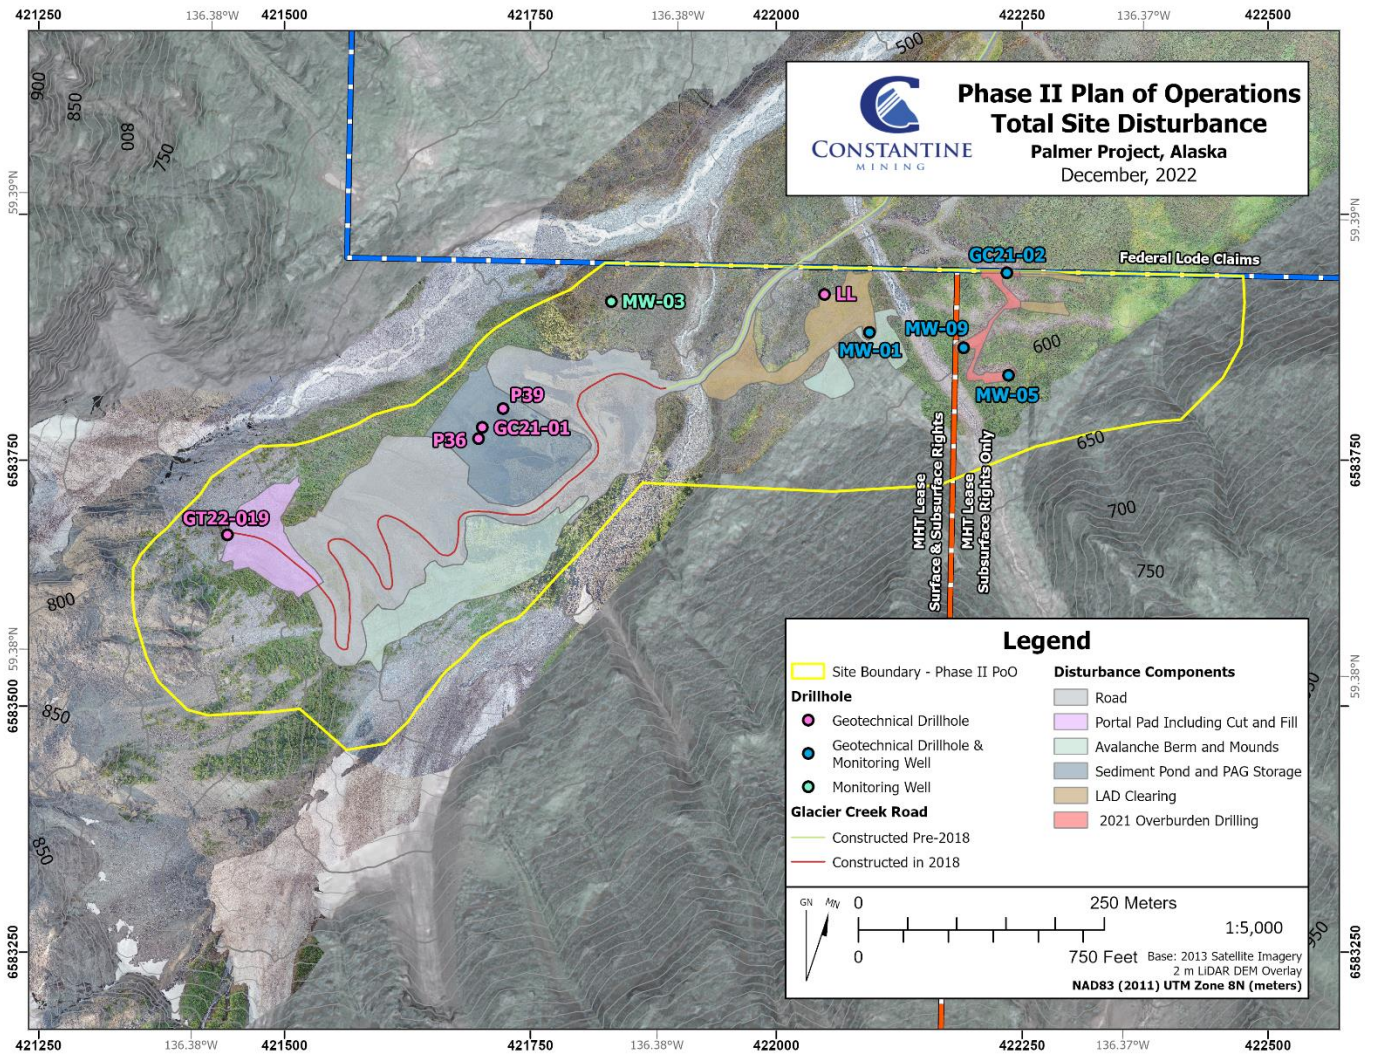 421250
136.38°W
421500
421750
136.38°W
422000
422250
136.37°W
422500
900
850
800
750
500
CONSTANTINE
MINING
Phase II Plan of Operations
Total Site Disturbance
Palmer Project, Alaska
December, 2022
59.39°N
59.39°N
GC21-02
Federal Lode Claims
MW-03
LL
MW-09
MW-01
600
MW-05
P39
GC21-01
P36
650
6583750
6583750
MHT Lease
Surface & Subsurface Rights
MHT Lease
Subsurface Rights Only
GT22-019
700
750
800
59.38°N
59.38°N
6583500
850
850
Legend
Site Boundary - Phase II PoO
Drillhole
Geotechnical Drillhole
Geotechnical Drillhole &
Monitoring Well
Monitoring Well
Glacier Creek Road
Constructed Pre-2018
Constructed in 2018
Disturbance Components
Road
Portal Pad Including Cut and Fill
Avalanche Berm and Mounds
Sediment Pond and PAG Storage
LAD Clearing
2021 Overburden Drilling
GN
MN
0 250 Meters
1:5,000
0 750 Feet
Base: 2013 Satellite Imagery
2 m LiDAR DEM Overlay
NAD83 (2011) UTM Zone 8N (meters)
6583250
6583250
421250
136.38°W
421500
421750
136.38°W
422000
422250
136.37°W
422500